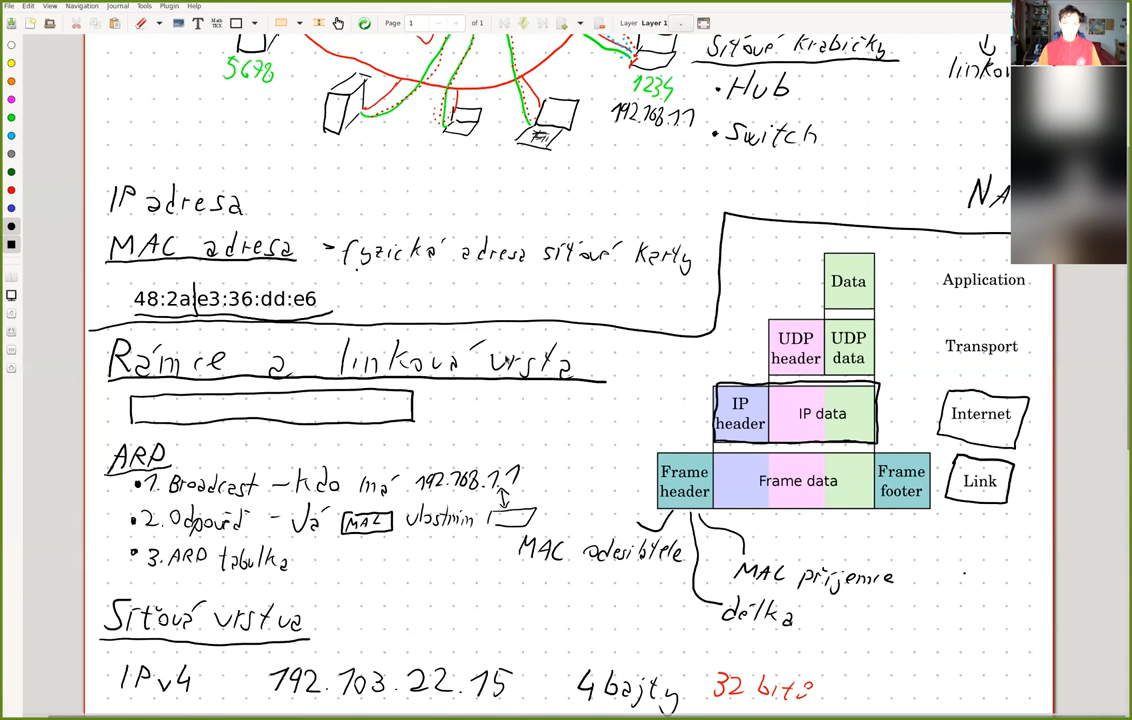 File Edit View Navigation Journal Tools Plugin Help
Page 1 of 1 Layer Layer 1
5678
1234
192.168.1.1
Síťové krabičky
• Hub
• Switch
IP adresa
MAC adresa - fyzická adresa síťové karty
48:2a:e3:36:dd:e6
Data Application
UDP header UDP data Transport
IP header IP data Internet
Frame header Frame data Frame footer Link
Rámce a linková vrsta
ARP
• 1. Broadcast - Kdo má 192.168.1.1
• 2. Odpověď - Já MAC vlastním
• 3. ARP tabulka
MAC odesilatele
MAC příjemce
délka
Síťová vrstva
IPv4 192.103.22.15 4 bajty 32 bitů